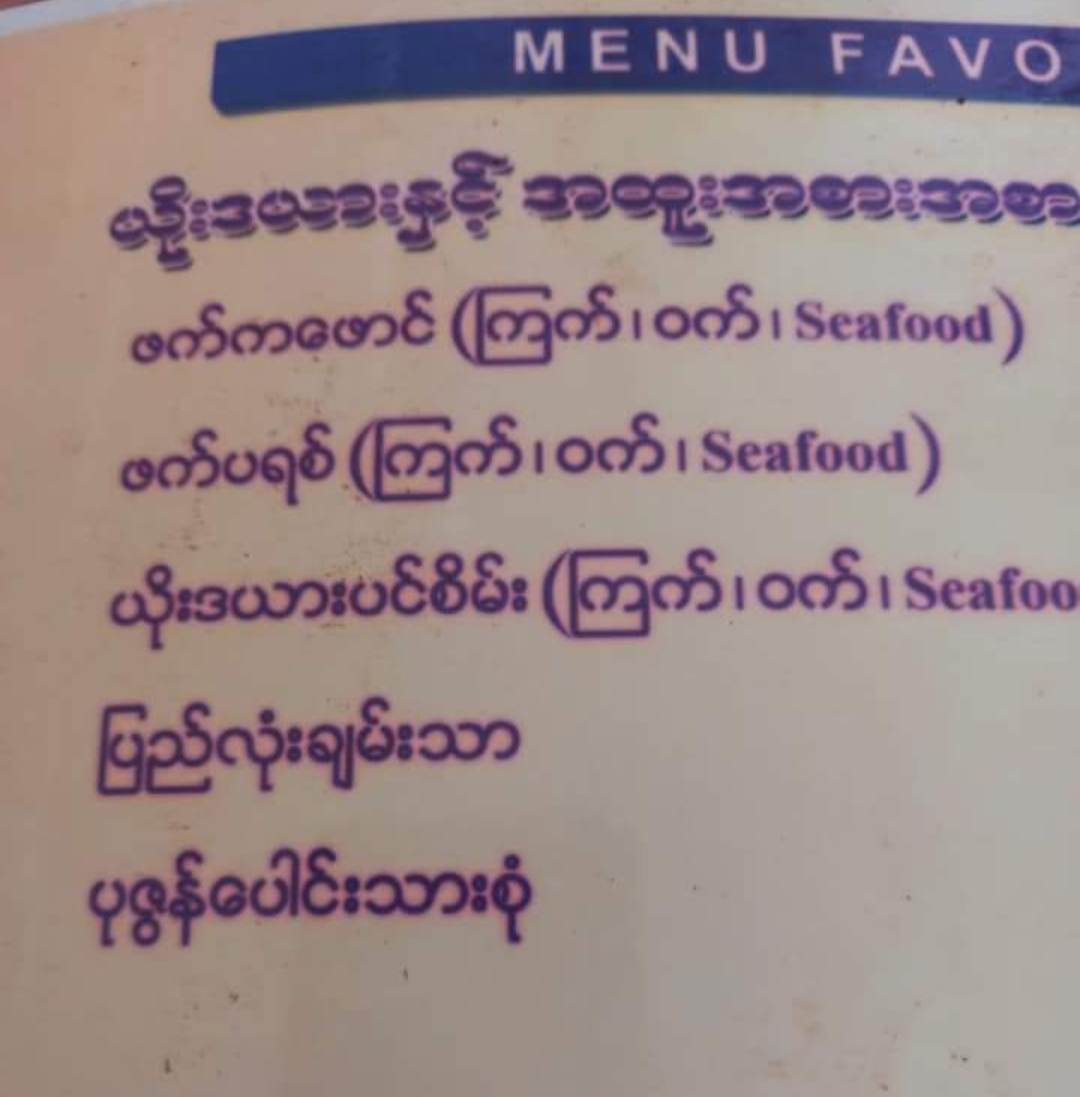 MENU FAVO
ယိုးဒယားနှင့် အထူးအစားအစာ
ဖက်ကဖောင် (ကြက်၊ဝက်၊Seafood)
ဖက်ပရစ် (ကြက်၊ဝက်၊Seafood)
ယိုးဒယားပင်စိမ်း (ကြက်၊ဝက်၊Seafoo
ပြည်လုံးချမ်းသာ
ပုဇွန်ပေါင်းသားစုံ